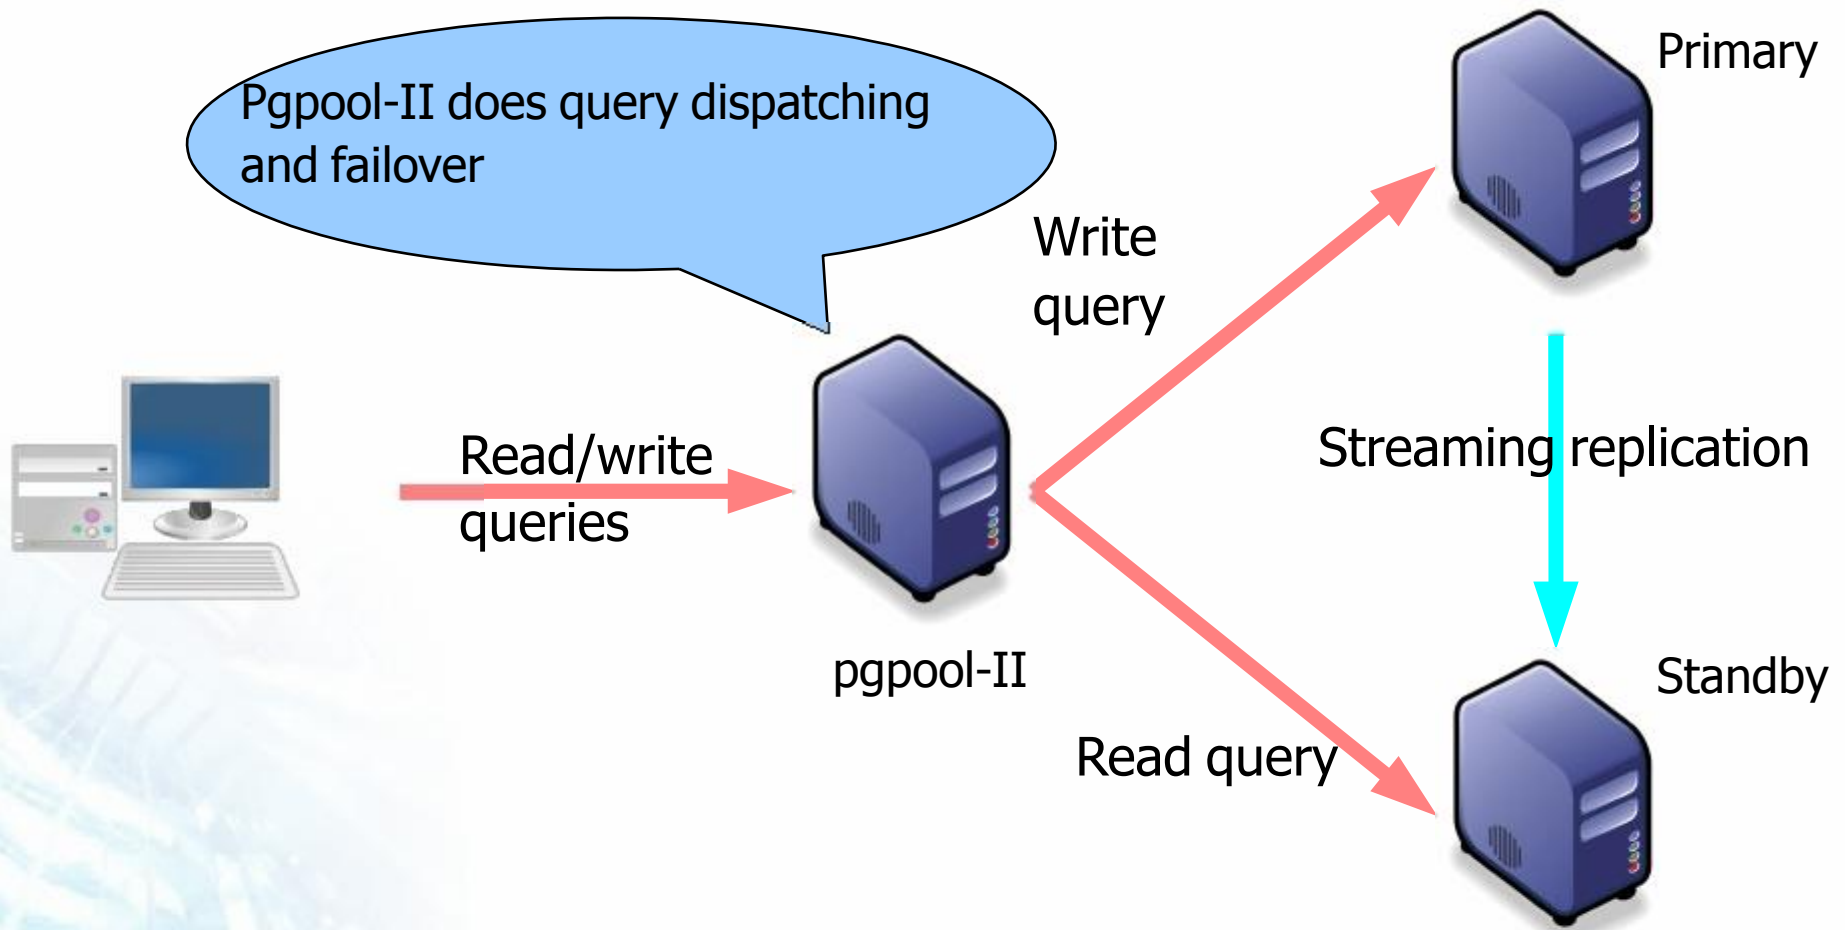 Pgpool-II does query dispatching
and failover
Primary
Write
query
Read/write
queries
Streaming replication
pgpool-II
Standby
Read query